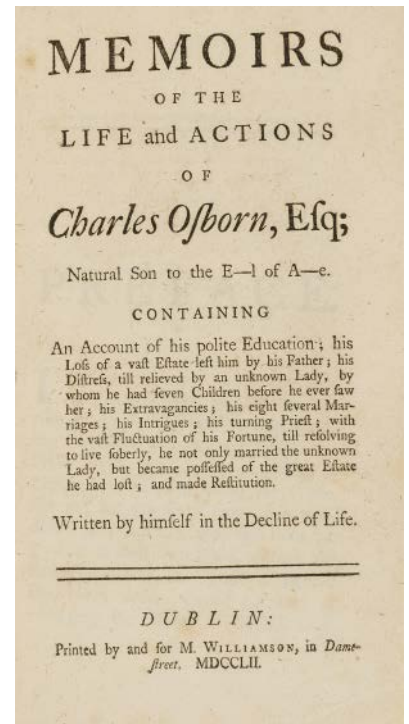 MEMOIRS
OF THE
LIFE and ACTIONS
OF
Charles Oſborn, Eſq;
Natural Son to the E—l of A—e.
CONTAINING
An Account of his polite Education; his
Loſs of a vaſt Eſtate left him by his Father; his
Diſtreſs, till relieved by an unknown Lady, by
whom he had ſeven Children before he ever ſaw
her; his Extravagancies; his eight ſeveral Mar-
riages; his Intrigues; his turning Prieſt; with
the vaſt Fluctuation of his Fortune, till reſolving
to live ſoberly, he not only married the unknown
Lady, but became poſſeſſed of the great Eſtate
he had loſt; and made Reſtitution.
Written by himſelf in the Decline of Life.
DUBLIN:
Printed by and for M. WILLIAMSON, in Dame-
ſtreet, MDCCLII.